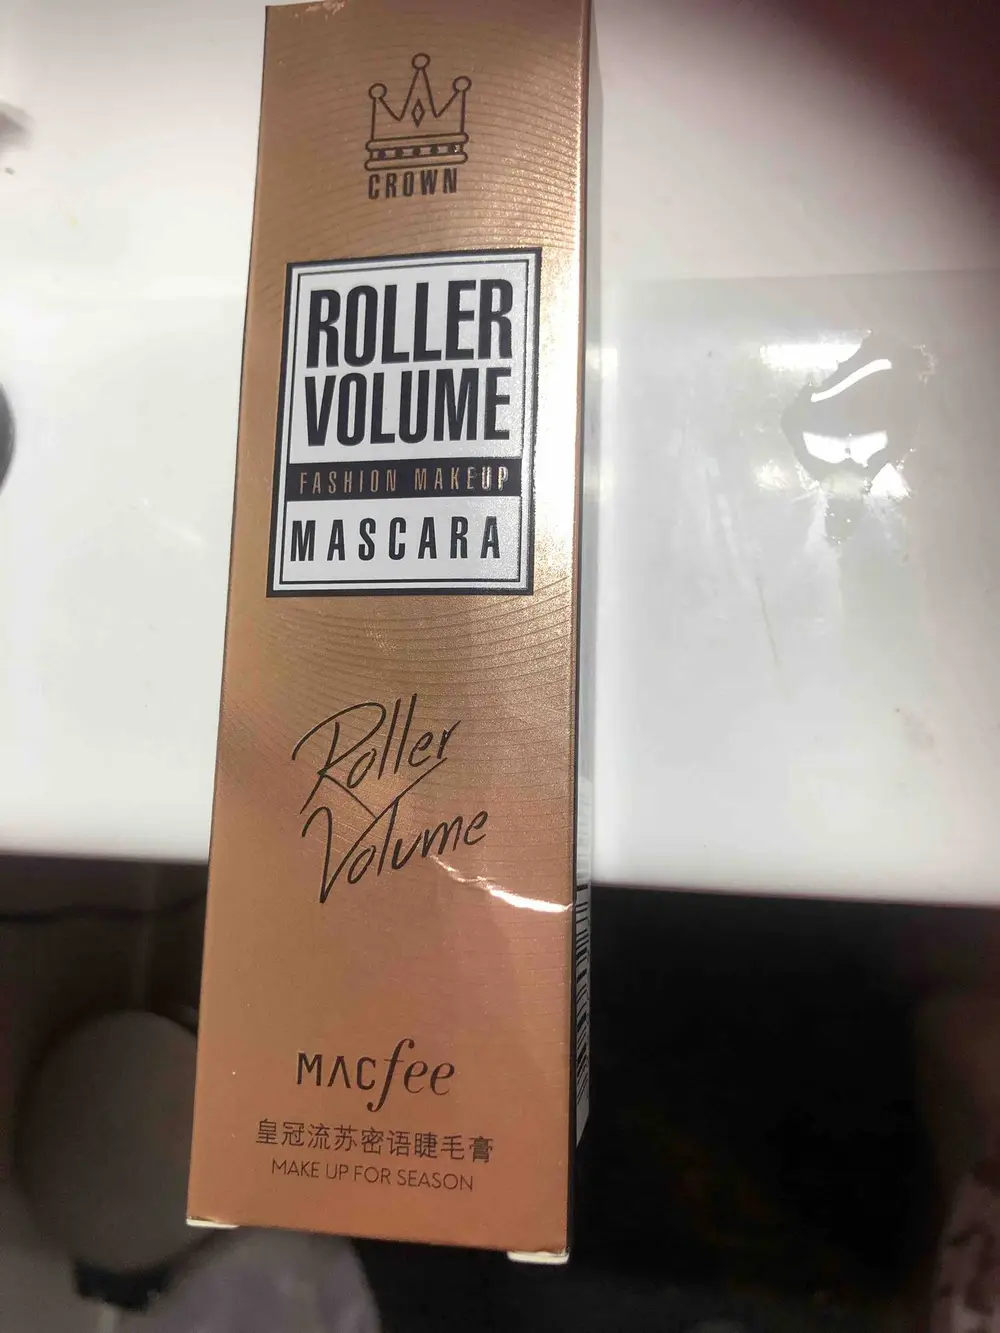 CROWN
ROLLER
VOLUME
FASHION MAKEUP
MASCARA
Roller
Volume
MACfee
皇冠流苏密语睫毛膏
MAKE UP FOR SEASON